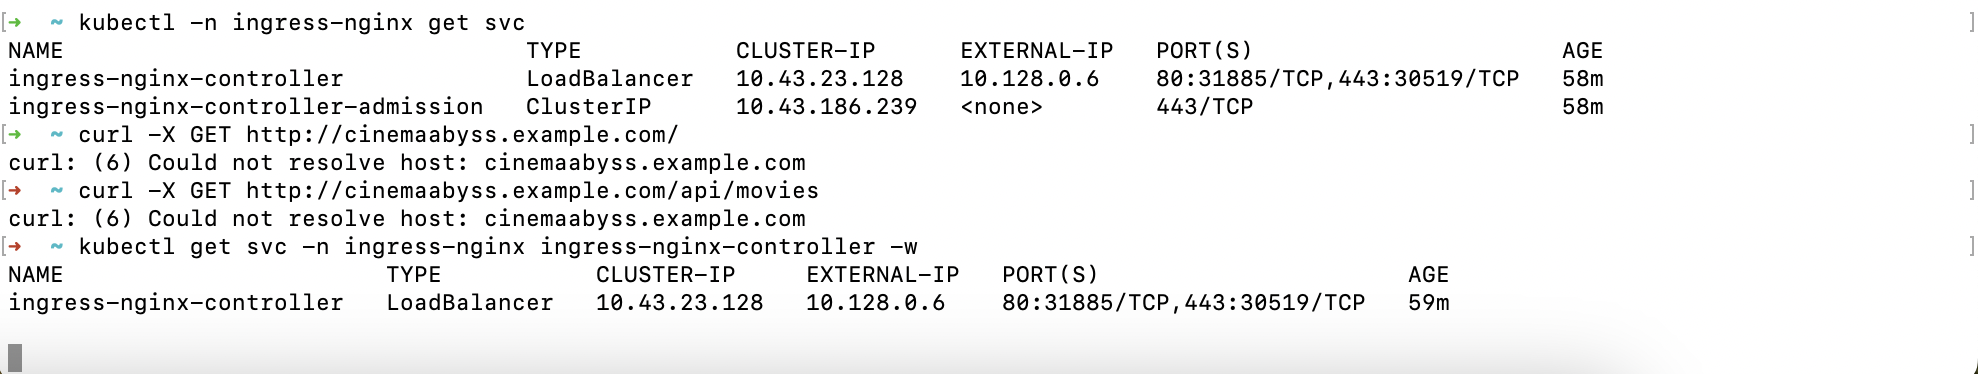 [→ ~ kubectl -n ingress-nginx get svc ]
NAME TYPE CLUSTER-IP EXTERNAL-IP PORT(S) AGE
ingress-nginx-controller LoadBalancer 10.43.23.128 10.128.0.6 80:31885/TCP,443:30519/TCP 58m
ingress-nginx-controller-admission ClusterIP 10.43.186.239 <none> 443/TCP 58m
[→ ~ curl -X GET http://cinemaabyss.example.com/ ]
curl: (6) Could not resolve host: cinemaabyss.example.com
[→ ~ curl -X GET http://cinemaabyss.example.com/api/movies ]
curl: (6) Could not resolve host: cinemaabyss.example.com
[→ ~ kubectl get svc -n ingress-nginx ingress-nginx-controller -w ]
NAME TYPE CLUSTER-IP EXTERNAL-IP PORT(S) AGE
ingress-nginx-controller LoadBalancer 10.43.23.128 10.128.0.6 80:31885/TCP,443:30519/TCP 59m